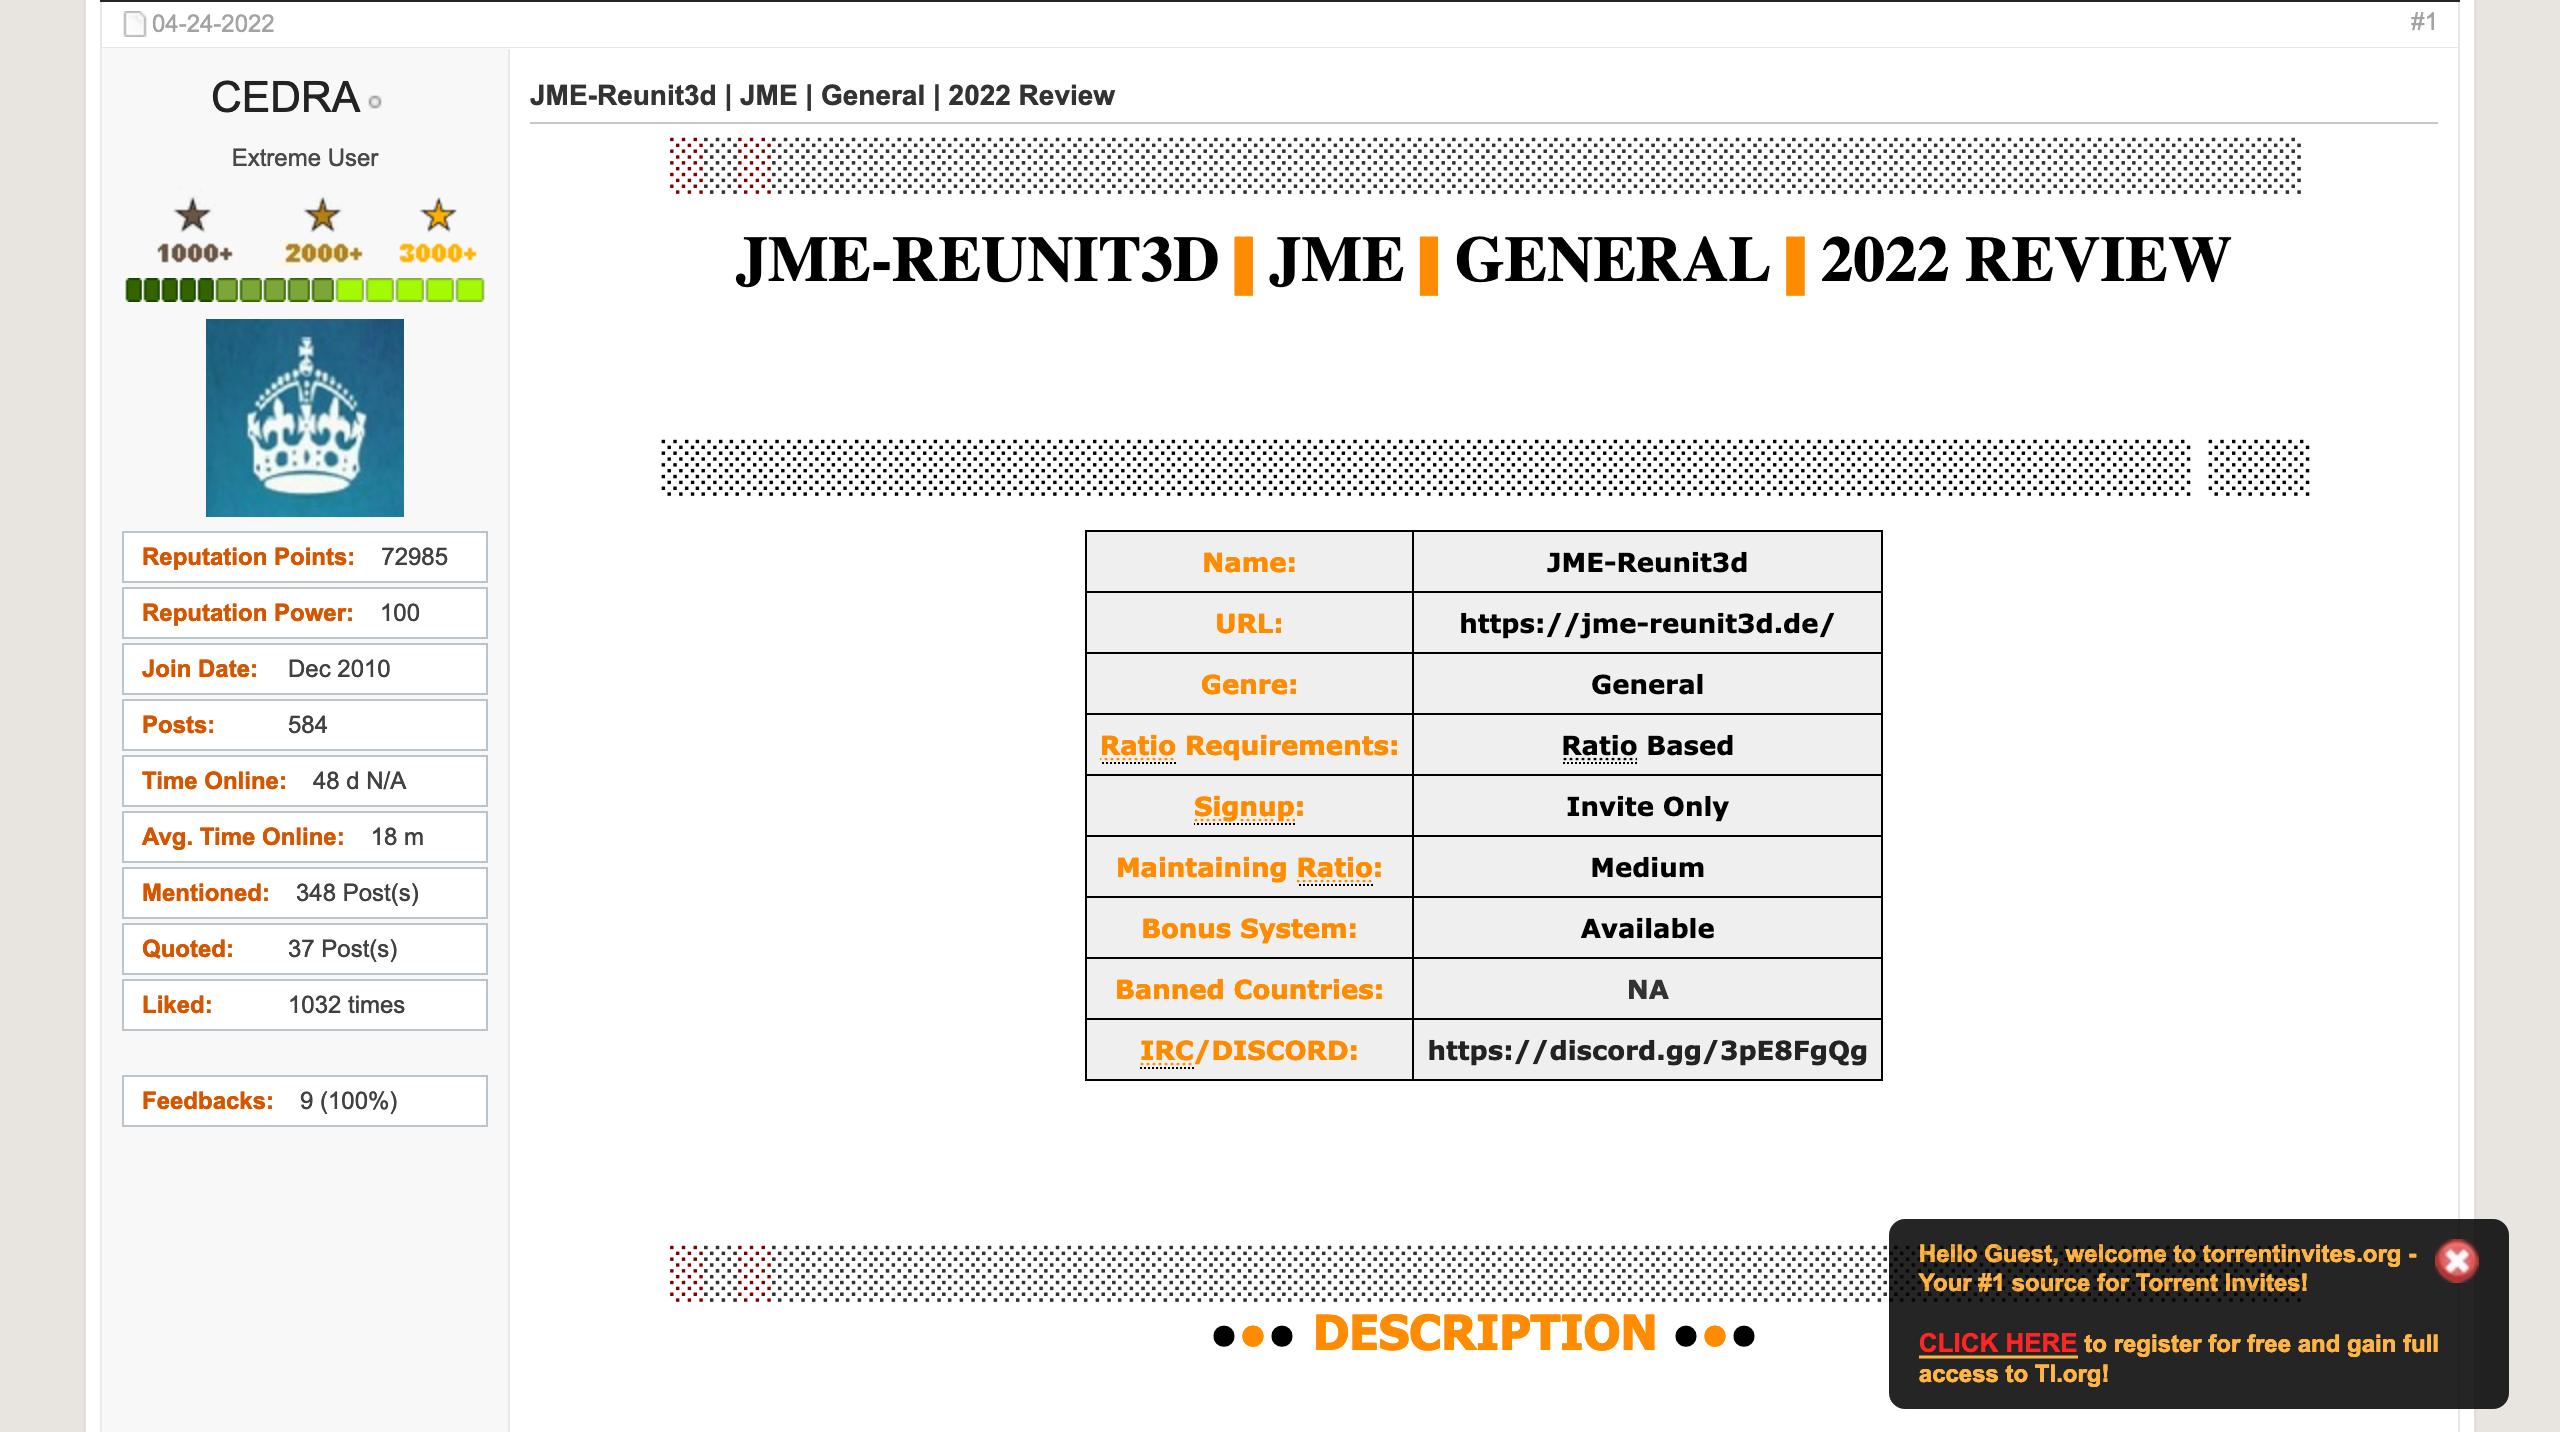 04-24-2022
#1
CEDRA
Extreme User
1000+ 2000+ 3000+
Reputation Points: 72985
Reputation Power: 100
Join Date: Dec 2010
Posts: 584
Time Online: 48 d N/A
Avg. Time Online: 18 m
Mentioned: 348 Post(s)
Quoted: 37 Post(s)
Liked: 1032 times
Feedbacks: 9 (100%)
JME-Reunit3d | JME | General | 2022 Review
JME-REUNIT3D | JME | GENERAL | 2022 REVIEW
Name: JME-Reunit3d
URL: https://jme-reunit3d.de/
Genre: General
Ratio Requirements: Ratio Based
Signup: Invite Only
Maintaining Ratio: Medium
Bonus System: Available
Banned Countries: NA
IRC/DISCORD: https://discord.gg/3pE8FgQg
●●● DESCRIPTION ●●●
Hello Guest, welcome to torrentinvites.org -
Your #1 source for Torrent Invites!
CLICK HERE to register for free and gain full
access to TI.org!